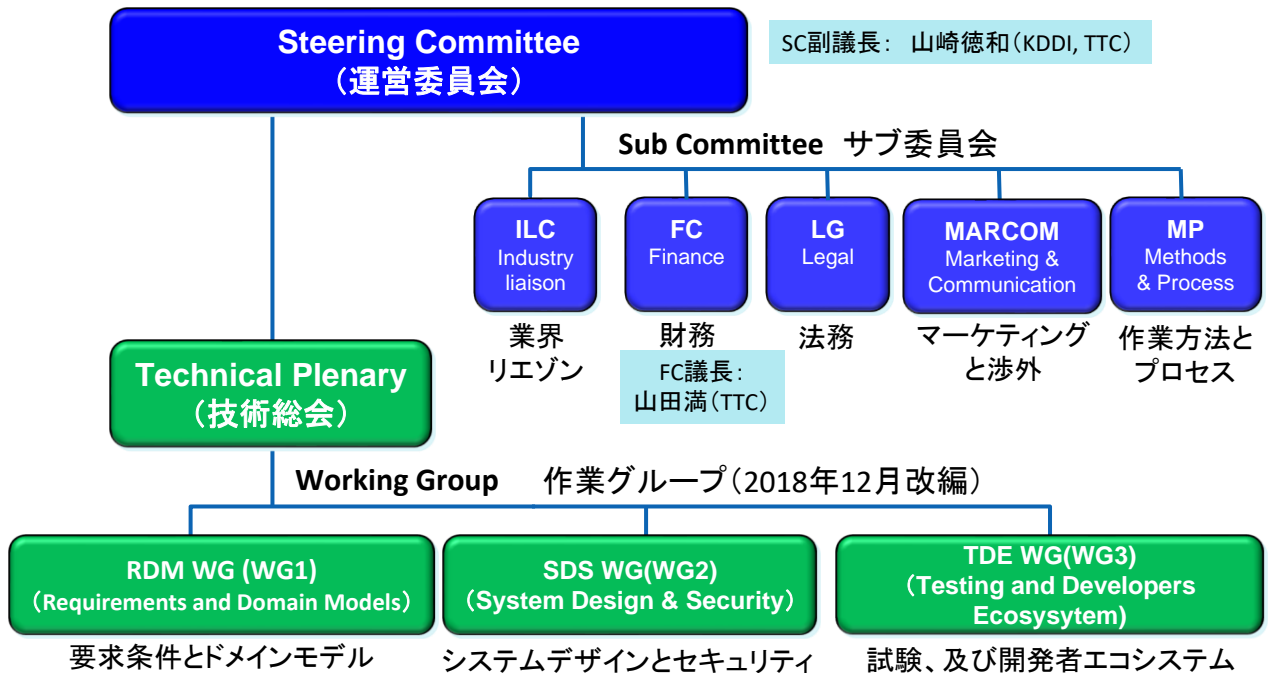 Steering Committee
（運営委員会）
SC副議長： 山崎徳和（KDDI, TTC）
Sub Committee サブ委員会
ILC
Industry
liaison
FC
Finance
LG
Legal
MARCOM
Marketing &
Communication
MP
Methods
& Process
業界
リエゾン
財務
法務
マーケティング
と渉外
作業方法と
プロセス
FC議長：
山田満（TTC）
Technical Plenary
（技術総会）
Working Group 作業グループ（2018年12月改編）
RDM WG (WG1)
（Requirements and Domain Models）
SDS WG(WG2)
（System Design & Security）
TDE WG(WG3)
（Testing and Developers
Ecosysytem)
要求条件とドメインモデル
システムデザインとセキュリティ
試験、及び開発者エコシステム